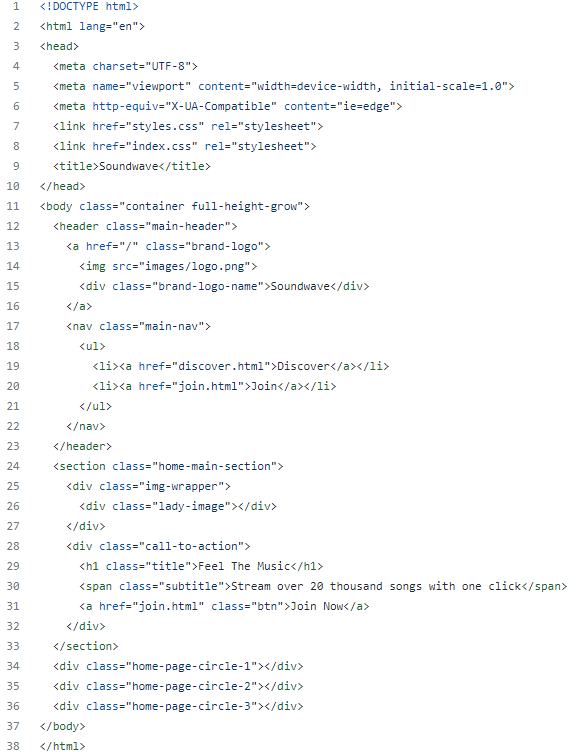 1 <!DOCTYPE html>
2 <html lang="en">
3 <head>
4   <meta charset="UTF-8">
5   <meta name="viewport" content="width=device-width, initial-scale=1.0">
6   <meta http-equiv="X-UA-Compatible" content="ie=edge">
7   <link href="styles.css" rel="stylesheet">
8   <link href="index.css" rel="stylesheet">
9   <title>Soundwave</title>
10 </head>
11 <body class="container full-height-grow">
12   <header class="main-header">
13     <a href="/" class="brand-logo">
14       <img src="images/logo.png">
15       <div class="brand-logo-name">Soundwave</div>
16     </a>
17     <nav class="main-nav">
18       <ul>
19         <li><a href="discover.html">Discover</a></li>
20         <li><a href="join.html">Join</a></li>
21       </ul>
22     </nav>
23   </header>
24   <section class="home-main-section">
25     <div class="img-wrapper">
26       <div class="lady-image"></div>
27     </div>
28     <div class="call-to-action">
29       <h1 class="title">Feel The Music</h1>
30       <span class="subtitle">Stream over 20 thousand songs with one click</span>
31       <a href="join.html" class="btn">Join Now</a>
32     </div>
33   </section>
34   <div class="home-page-circle-1"></div>
35   <div class="home-page-circle-2"></div>
36   <div class="home-page-circle-3"></div>
37 </body>
38 </html>